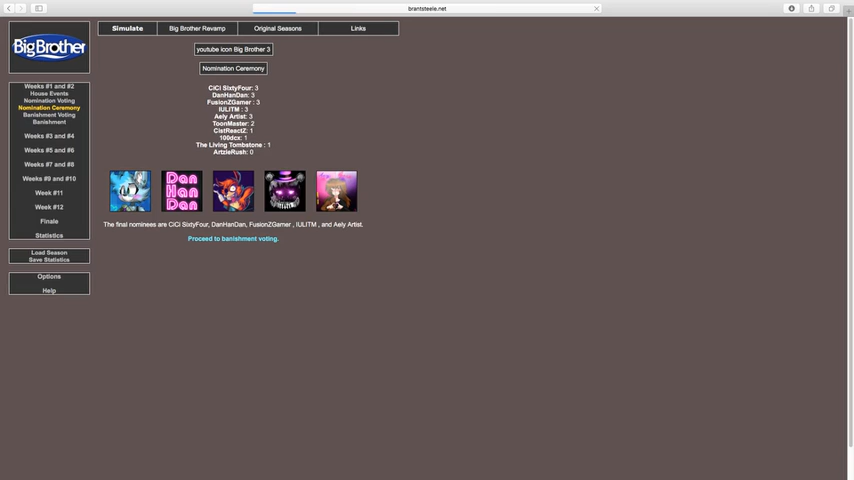 brantsteele.net
Simulate
Big Brother Revamp
Original Seasons
Links
BigBrother
youtube icon Big Brother 3
Nomination Ceremony
Weeks #1 and #2
House Events
Nomination Voting
Nomination Ceremony
Banishment Voting
Banishment
Weeks #3 and #4
Weeks #5 and #6
Weeks #7 and #8
Weeks #9 and #10
Week #11
Week #12
Finale
Statistics
Load Season
Save Statistics
Options
Help
CiCi SixtyFour: 3
DanHanDan: 3
FusionZGamer : 3
IULITM : 3
Aely Artist: 3
ToonMaster: 2
CistReactZ: 1
109dcx: 1
The Living Tombstone : 1
ArtzieRush: 0
Dan
Han
Dan
The final nominees are CiCi SixtyFour, DanHanDan, FusionZGamer , IULITM , and Aely Artist.
Proceed to banishment voting.